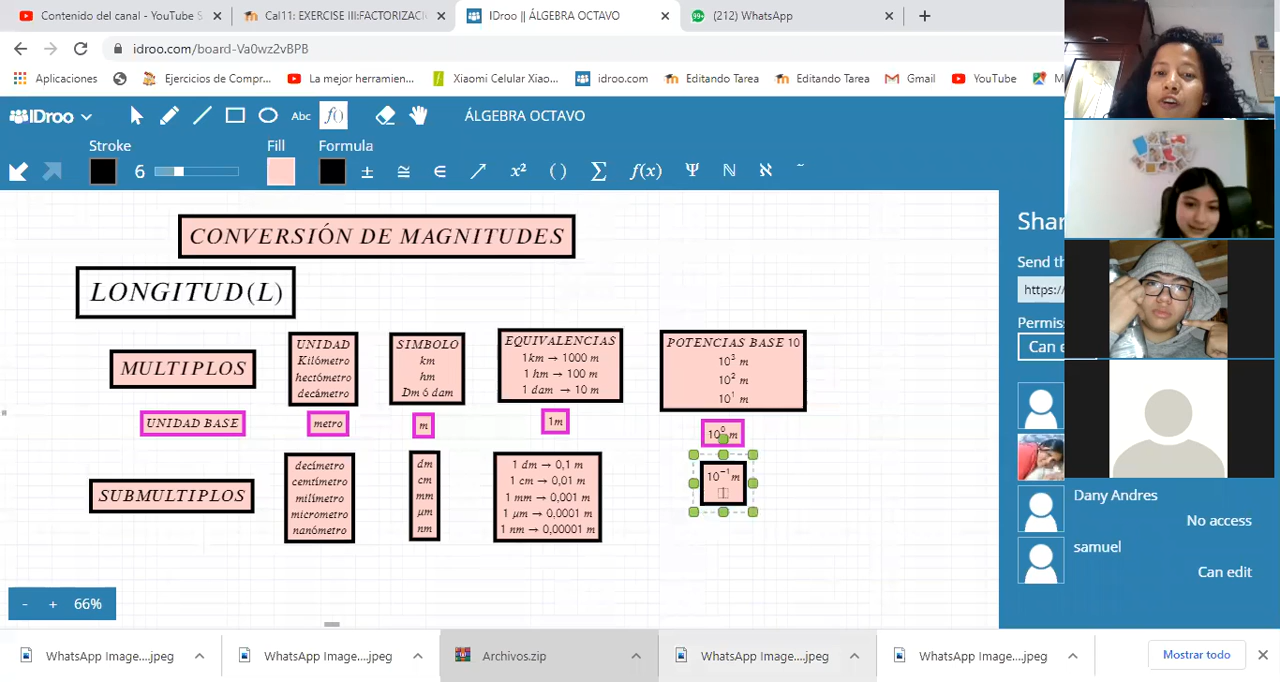 Contenido del canal - YouTube S
Cal11: EXERCISE III:FACTORIZACI
IDroo || ÁLGEBRA OCTAVO
(212) WhatsApp
idroo.com/board-Va0wz2vBPB
Aplicaciones
Ejercicios de Compr...
La mejor herramien...
Xiaomi Celular Xiao...
idroo.com
Editando Tarea
Editando Tarea
Gmail
YouTube
M
IDroo
Abc
f()
ÁLGEBRA OCTAVO
Stroke
6
Fill
Formula
± ≅ ∈ x² ( ) ∑ f(x) Ψ ℕ ℵ
CONVERSIÓN DE MAGNITUDES
LONGITUD(L)
MULTIPLOS
UNIDAD
Kilómetro
hectómetro
decámetro
SIMBOLO
km
hm
Dm ó dam
EQUIVALENCIAS
1km → 1000 m
1 hm → 100 m
1 dam → 10 m
POTENCIAS BASE 10
10³ m
10² m
10¹ m
UNIDAD BASE
metro
m
1m
10⁰ m
SUBMULTIPLOS
decímetro
centímetro
milímetro
micrometro
nanómetro
dm
cm
mm
μm
nm
1 dm → 0,1 m
1 cm → 0,01 m
1 mm → 0,001 m
1 μm → 0,0001 m
1 nm → 0,00001 m
10⁻¹ m
- + 66%
Shar
Send th
https:/
Permis
Can e
Dany Andres
No access
samuel
Can edit
WhatsApp Image....jpeg
WhatsApp Image....jpeg
Archivos.zip
WhatsApp Image....jpeg
WhatsApp Image....jpeg
Mostrar todo